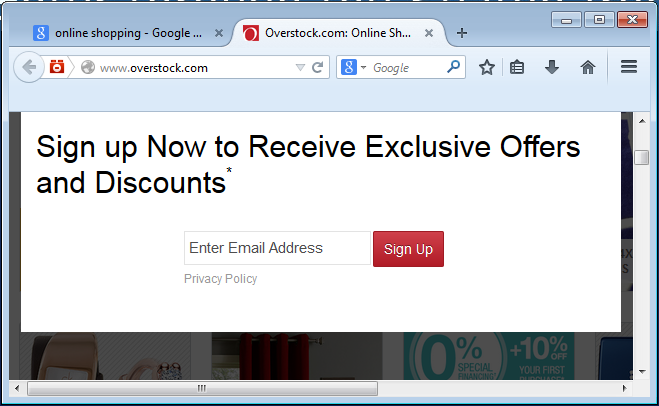 online shopping - Google ...
Overstock.com: Online Sh...
www.overstock.com
Google
Sign up Now to Receive Exclusive Offers
and Discounts*
Enter Email Address
Sign Up
Privacy Policy
0%
SPECIAL
FINANCING
+10%
OFF
YOUR FIRST
PURCHASE